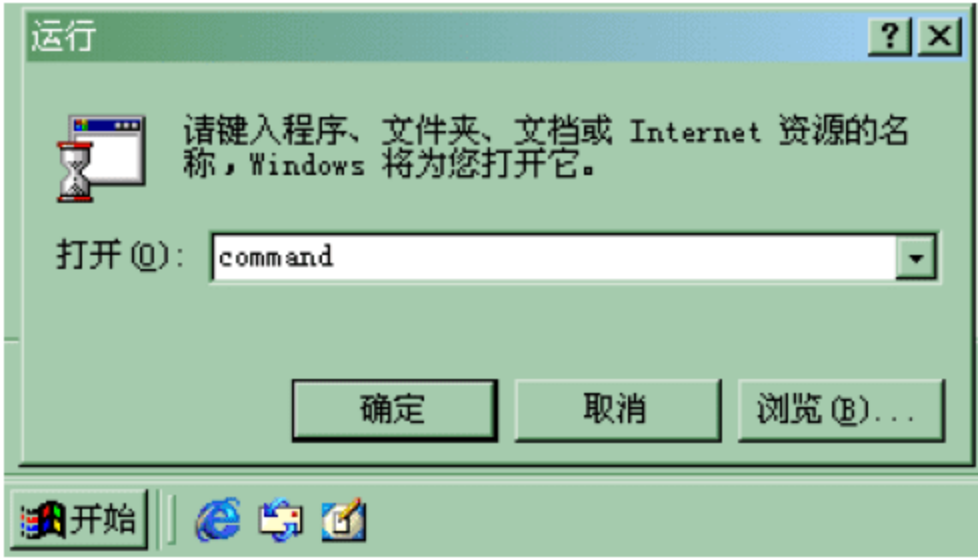 运行
请键入程序、文件夹、文档或 Internet 资源的名
称，Windows 将为您打开它。
打开(O): command
确定 取消 浏览(B)...
开始